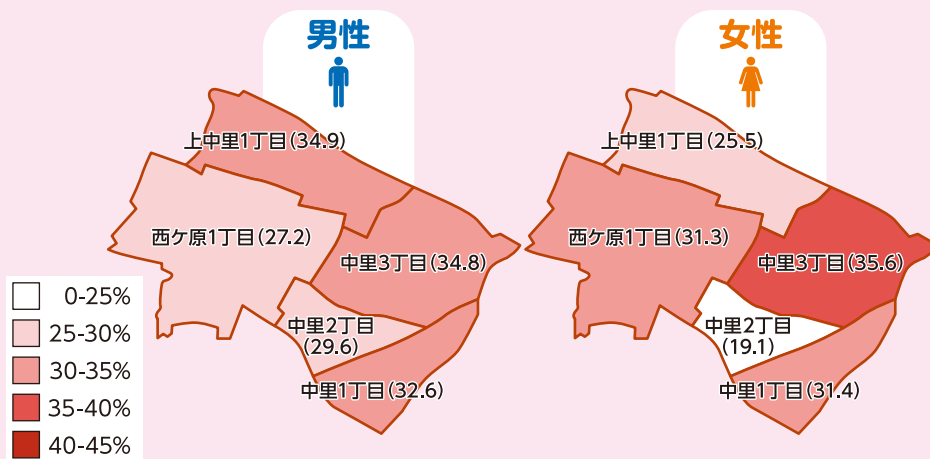 男性
上中里1丁目(34.9)
西ケ原1丁目(27.2)
中里3丁目(34.8)
中里2丁目
(29.6)
中里1丁目(32.6)
女性
上中里1丁目(25.5)
西ケ原1丁目(31.3)
中里3丁目(35.6)
中里2丁目
(19.1)
中里1丁目(31.4)
0-25%
25-30%
30-35%
35-40%
40-45%